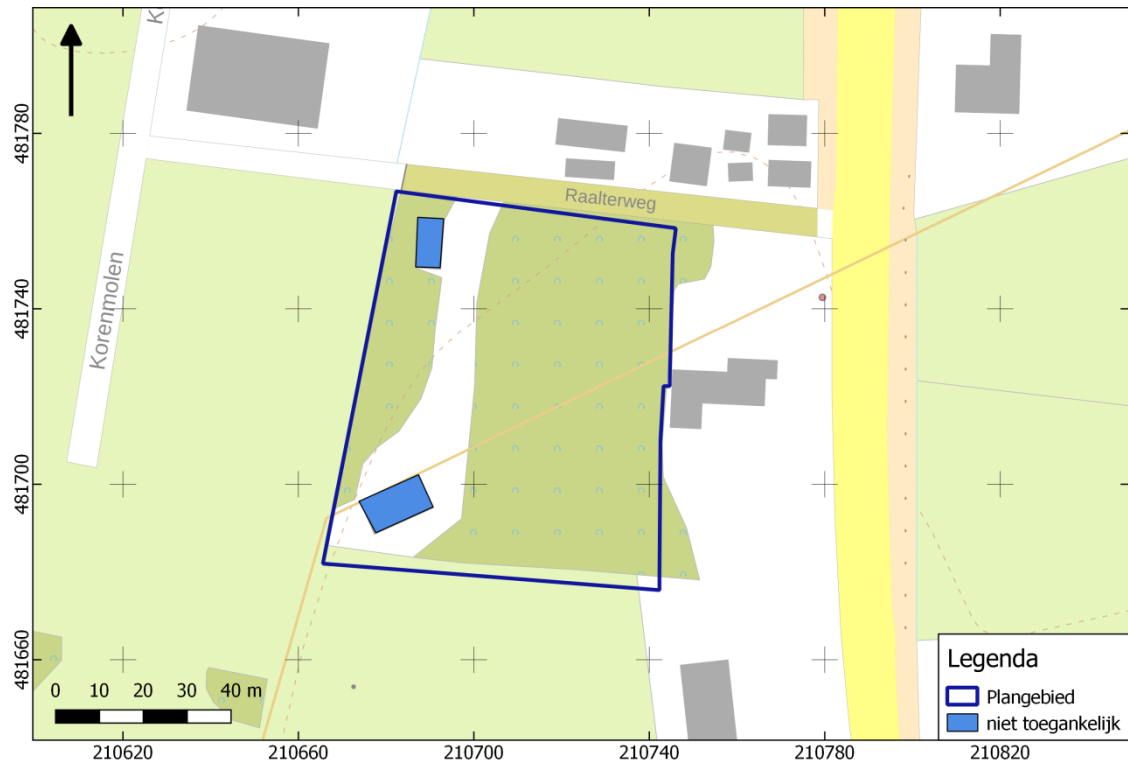 K
481780
481740
481700
481660
Raalterweg
Korenmolen
0 10 20 30 40 m
Legenda
Plangebied
niet toegankelijk
210620 210660 210700 210740 210780 210820